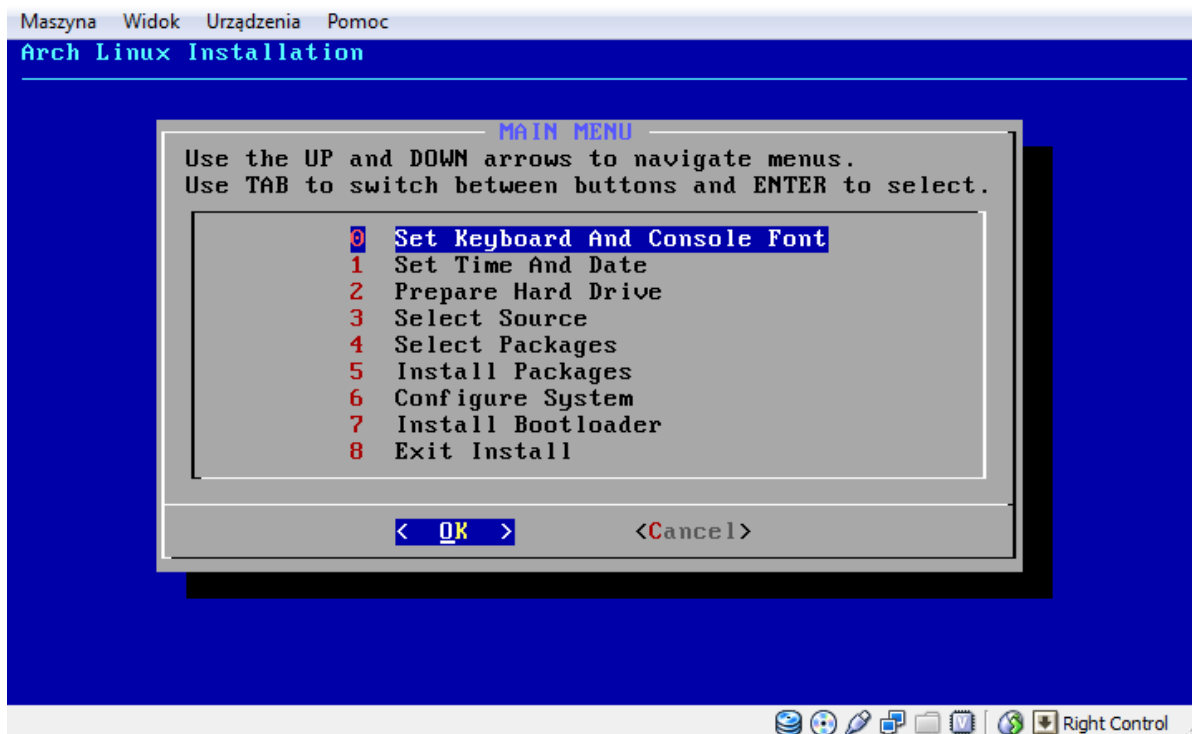 Maszyna Widok Urządzenia Pomoc
Arch Linux Installation
MAIN MENU
Use the UP and DOWN arrows to navigate menus.
Use TAB to switch between buttons and ENTER to select.
0 Set Keyboard And Console Font
1 Set Time And Date
2 Prepare Hard Drive
3 Select Source
4 Select Packages
5 Install Packages
6 Configure System
7 Install Bootloader
8 Exit Install
< OK > <Cancel>
Right Control